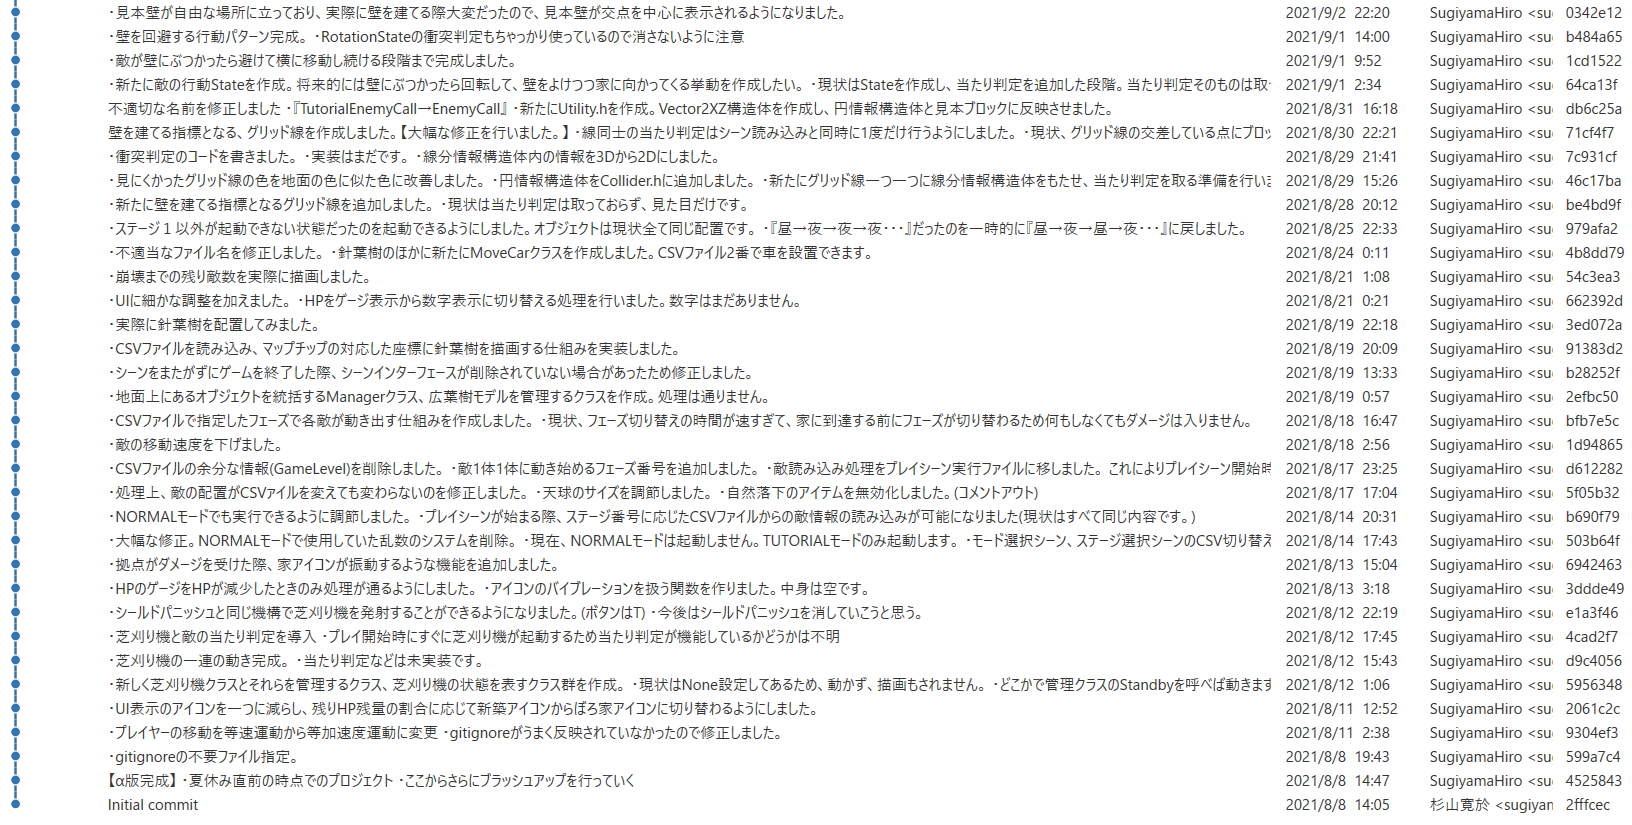 ・見本壁が自由な場所に立っており、実際に壁を建てる際大変だったので、見本壁が交点を中心に表示されるようになりました。 2021/9/2 22:20 SugiyamaHiro <su 0342e12
・壁を回避する行動パターン完成。 ・RotationStateの衝突判定もちゃっかり使っているので消さないように注意 2021/9/1 14:00 SugiyamaHiro <su b484a65
・敵が壁にぶつかったら避けて横に移動し続ける段階まで完成しました。 2021/9/1 9:52 SugiyamaHiro <su 1cd1522
・新たに敵の行動Stateを作成。将来的には壁にぶつかったら回転して、壁をよけつつ家に向かってくる挙動を作成したい。 ・現状はStateを作成し、当たり判定を追加した段階。当たり判定そのものは取 2021/9/1 2:34 SugiyamaHiro <su 64ca13f
不適切な名前を修正しました ・『TutorialEnemyCall→EnemyCall』 ・新たにUtility.hを作成。Vector2XZ構造体を作成し、円情報構造体と見本ブロックに反映させました。 2021/8/31 16:18 SugiyamaHiro <su db6c25a
壁を建てる指標となる、グリッド線を作成しました。【大幅な修正を行いました。】 ・線同士の当たり判定はシーン読み込みと同時に1度だけ行うようにしました。 ・現状、グリッド線の交差している点にブロッ 2021/8/30 22:21 SugiyamaHiro <su 71cf4f7
・衝突判定のコードを書きました。 ・実装はまだです。 ・線分情報構造体内の情報を3Dから2Dにしました。 2021/8/29 21:41 SugiyamaHiro <su 7c931cf
・見にくかったグリッド線の色を地面の色に似た色に改善しました。 ・円情報構造体をCollider.hに追加しました。 ・新たにグリッド線一つ一つに線分情報構造体をもたせ、当たり判定を取る準備を行い 2021/8/29 15:26 SugiyamaHiro <su 46c17ba
・新たに壁を建てる指標となるグリッド線を追加しました。 ・現状は当たり判定は取っておらず、見た目だけです。 2021/8/28 20:12 SugiyamaHiro <su be4bd9f
・ステージ１以外が起動できない状態だったのを起動できるようにしました。オブジェクトは現状全て同じ配置です。 ・『昼→夜→夜→夜・・・』だったのを一時的に『昼→夜→昼→夜・・・』に戻しました。 2021/8/25 22:33 SugiyamaHiro <su 979afa2
・不適当なファイル名を修正しました。 ・針葉樹のほかに新たにMoveCarクラスを作成しました。CSVファイル2番で車を設置できます。 2021/8/24 0:11 SugiyamaHiro <su 4b8dd79
・崩壊までの残り敵数を実際に描画しました。 2021/8/21 1:08 SugiyamaHiro <su 54c3ea3
・UIに細かな調整を加えました。 ・HPをゲージ表示から数字表示に切り替える処理を行いました。数字はまだありません。 2021/8/21 0:21 SugiyamaHiro <su 662392d
・実際に針葉樹を配置してみました。 2021/8/19 22:18 SugiyamaHiro <su 3ed072a
・CSVファイルを読み込み、マップチップの対応した座標に針葉樹を描画する仕組みを実装しました。 2021/8/19 20:09 SugiyamaHiro <su 91383d2
・シーンをまたがずにゲームを終了した際、シーンインターフェースが削除されていない場合があったため修正しました。 2021/8/19 13:33 SugiyamaHiro <su b28252f
・地面上にあるオブジェクトを統括するManagerクラス、広葉樹モデルを管理するクラスを作成。処理は通りません。 2021/8/19 0:57 SugiyamaHiro <su 2efbc50
・CSVファイルで指定したフェーズで各敵が動き出す仕組みを作成しました。 ・現状、フェーズ切り替えの時間が速すぎて、家に到達する前にフェーズが切り替わるため何もしなくてもダメージは入りません。 2021/8/18 16:47 SugiyamaHiro <su bfb7e5c
・敵の移動速度を下げました。 2021/8/18 2:56 SugiyamaHiro <su 1d94865
・CSVファイルの余分な情報(GameLevel)を削除しました。 ・敵1体1体に動き始めるフェーズ番号を追加しました。 ・敵読み込み処理をプレイシーン実行ファイルに移しました。 これによりプレイシーン開始時 2021/8/17 23:25 SugiyamaHiro <su d612282
・処理上、敵の配置がCSVァイルを変えても変わらないのを修正しました。 ・天球のサイズを調節しました。 ・自然落下のアイテムを無効化しました。(コメントアウト) 2021/8/17 17:04 SugiyamaHiro <su 5f05b32
・NORMALモードでも実行できるように調節しました。 ・プレイシーンが始まる際、ステージ番号に応じたCSVファイルからの敵情報の読み込みが可能になりました(現状はすべて同じ内容です。) 2021/8/14 20:31 SugiyamaHiro <su b690f79
・大幅な修正。NORMALモードで使用していた乱数のシステムを削除。 ・現在、NORMALモードは起動しません。TUTORIALモードのみ起動します。 ・モード選択シーン、ステージ選択シーンのCSV切り替え 2021/8/14 17:43 SugiyamaHiro <su 503b64f
・拠点がダメージを受けた際、家アイコンが振動するような機能を追加しました。 2021/8/13 15:04 SugiyamaHiro <su 6942463
・HPのゲージをHPが減少したときのみ処理が通るようにしました。 ・アイコンのバイブレーションを扱う関数を作りました。中身は空です。 2021/8/13 3:18 SugiyamaHiro <su 3ddde49
・シールドパニッシュと同じ機構で芝刈り機を発射することができるようになりました。(ボタンはT) ・今後はシールドパニッシュを消していこうと思う。 2021/8/12 22:19 SugiyamaHiro <su e1a3f46
・芝刈り機と敵の当たり判定を導入 ・プレイ開始時にすぐに芝刈り機が起動するため当たり判定が機能しているかどうかは不明 2021/8/12 17:45 SugiyamaHiro <su 4cad2f7
・芝刈り機の一連の動き完成。 ・当たり判定などは未実装です。 2021/8/12 15:43 SugiyamaHiro <su d9c4056
・新しく芝刈り機クラスとそれらを管理するクラス、芝刈り機の状態を表すクラス群を作成。 ・現状はNone設定してあるため、動かず、描画もされません。 ・どこかで管理クラスのStandbyを呼べば動きます 2021/8/12 1:06 SugiyamaHiro <su 5956348
・UI表示のアイコンを一つに減らし、残りHP残量の割合に応じて新築アイコンからぼろ家アイコンに切り替わるようにしました。 2021/8/11 12:52 SugiyamaHiro <su 2061c2c
・プレイヤーの移動を等速運動から等加速度運動に変更 ・gitignoreがうまく反映されていなかったので修正しました。 2021/8/11 2:38 SugiyamaHiro <su 9304ef3
・gitignoreの不要ファイル指定。 2021/8/8 19:43 SugiyamaHiro <su 599a7c4
【α版完成】 ・夏休み直前の時点でのプロジェクト ・ここからさらにブラッシュアップを行っていく 2021/8/8 14:47 SugiyamaHiro <su 4525843
Initial commit 2021/8/8 14:05 杉山寛於 <sugiyan 2fffcec